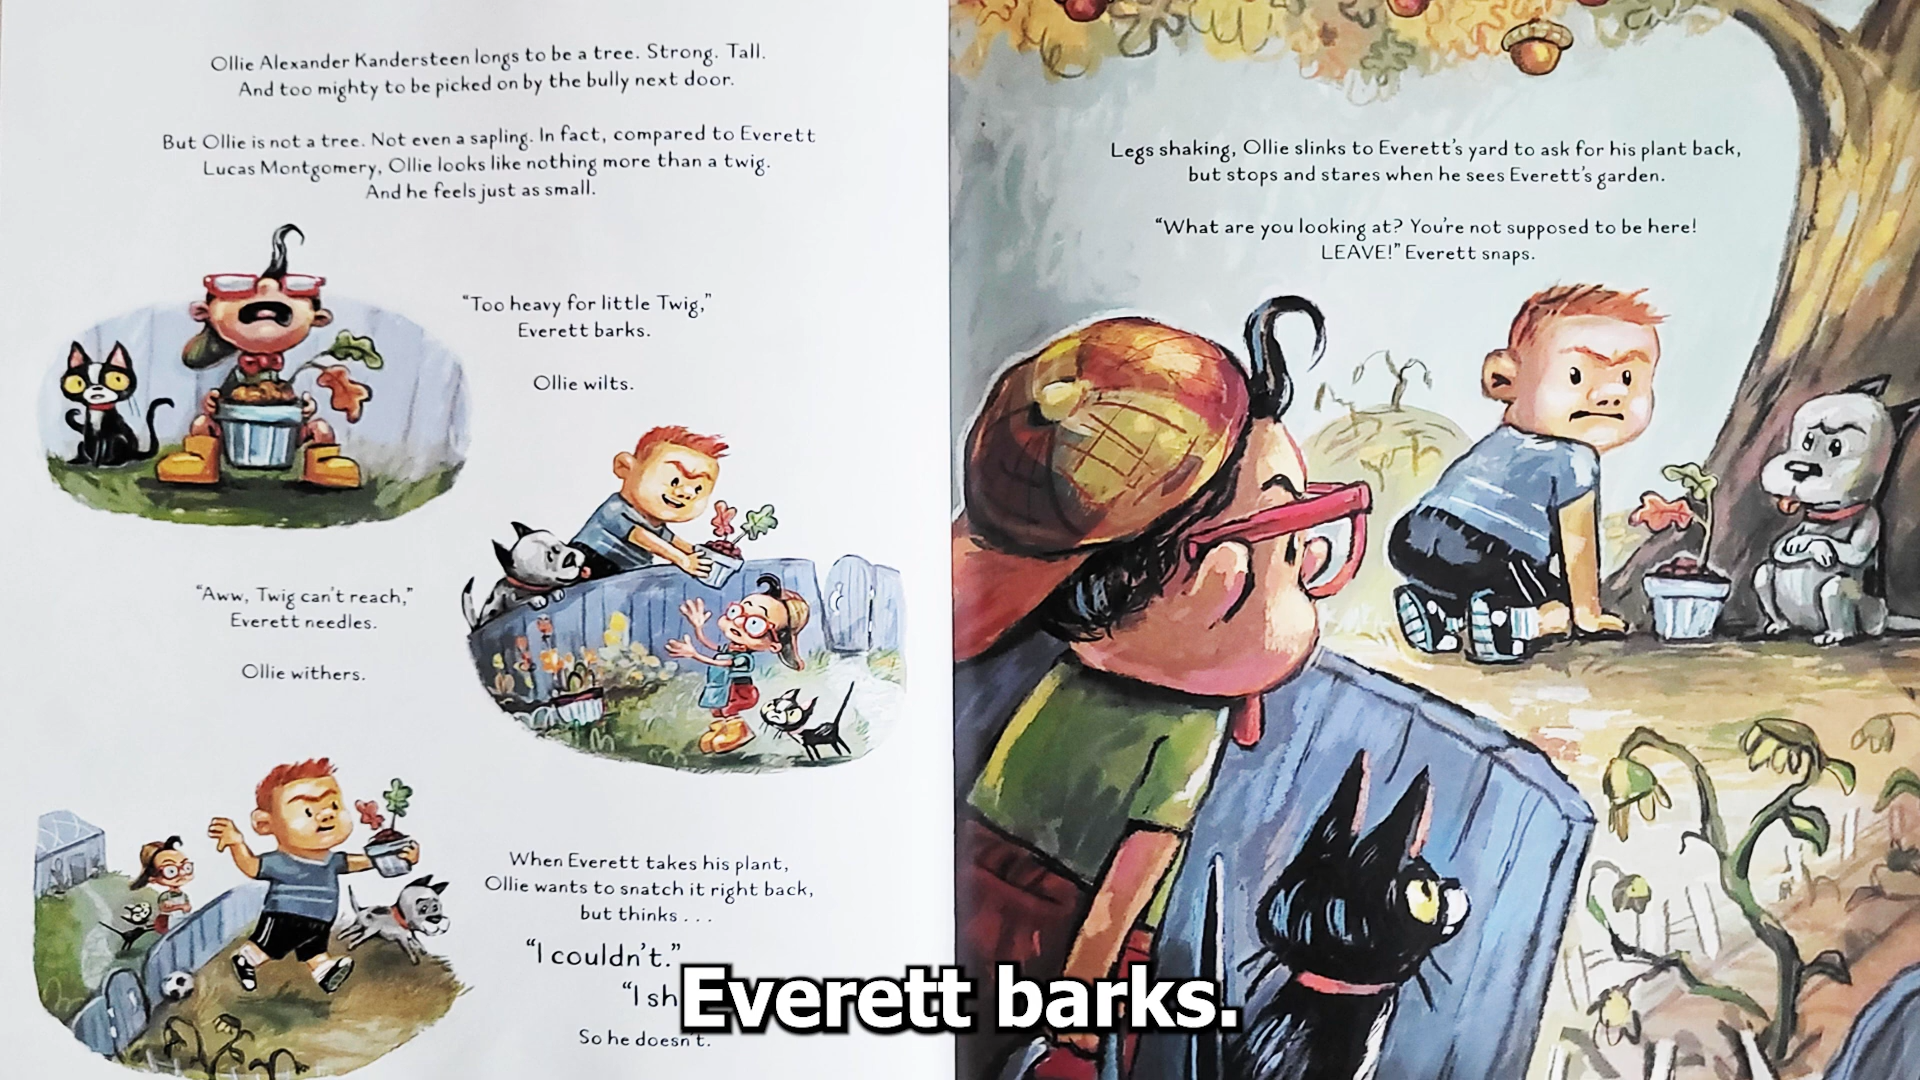 Ollie Alexander Kandersteen longs to be a tree. Strong. Tall.
And too mighty to be picked on by the bully next door.
But Ollie is not a tree. Not even a sapling. In fact, compared to Everett
Lucas Montgomery, Ollie looks like nothing more than a twig.
And he feels just as small.
"Too heavy for little Twig,"
Everett barks.
Ollie wilts.
"Aww, Twig can't reach,"
Everett needles.
Ollie withers.
When Everett takes his plant,
Ollie wants to snatch it right back,
but thinks . . .
"I couldn't."
"I sh
So he doesn't.
Legs shaking, Ollie slinks to Everett's yard to ask for his plant back,
but stops and stares when he sees Everett's garden.
"What are you looking at? You're not supposed to be here!
LEAVE!" Everett snaps.
Everett barks.